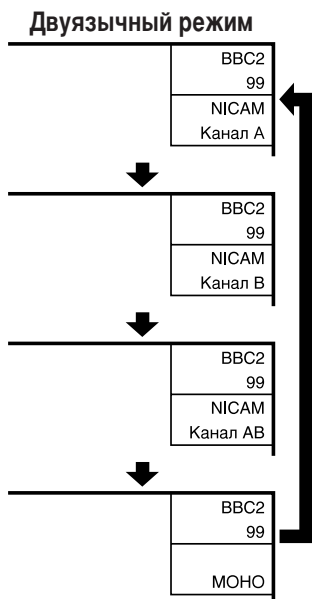 Двуязычный режим
BBC2
99
NICAM
Канал A
BBC2
99
NICAM
Канал B
BBC2
99
NICAM
Канал AB
BBC2
99
МОНО